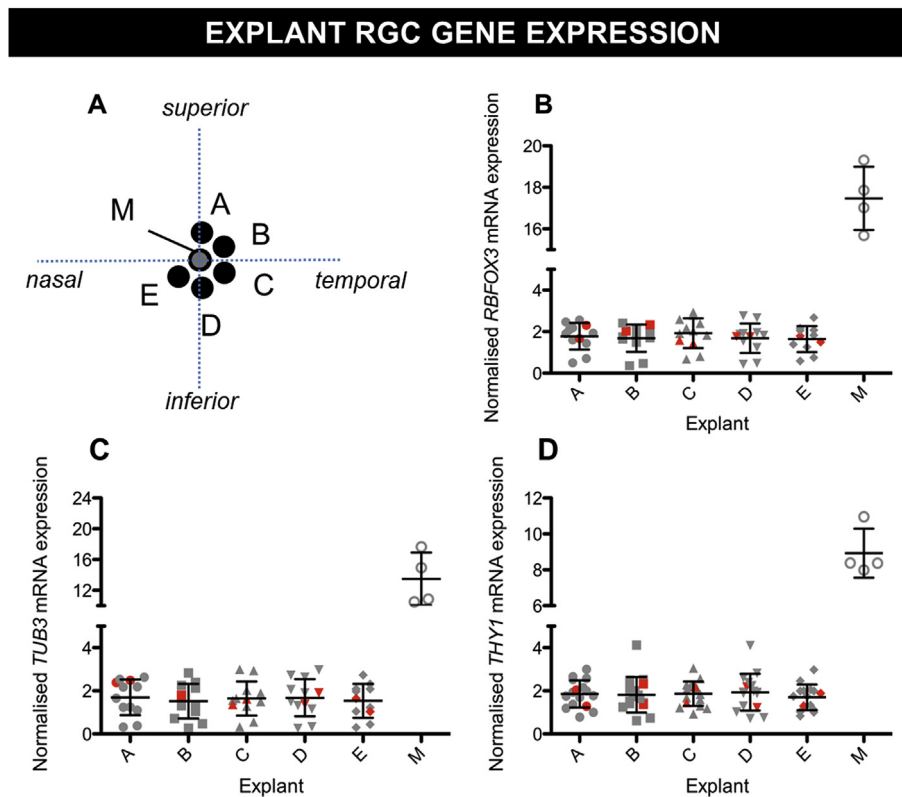 EXPLANT RGC GENE EXPRESSION
A
superior
A
M
B
nasal
temporal
E
C
D
inferior
B
Normalised RBFOX3 mRNA expression
20
18
16
4
2
0
A B C D E M
Explant
C
Normalised TUB3 mRNA expression
24
20
16
12
4
2
0
A B C D E M
Explant
D
Normalised THY1 mRNA expression
12
10
8
6
4
2
0
A B C D E M
Explant